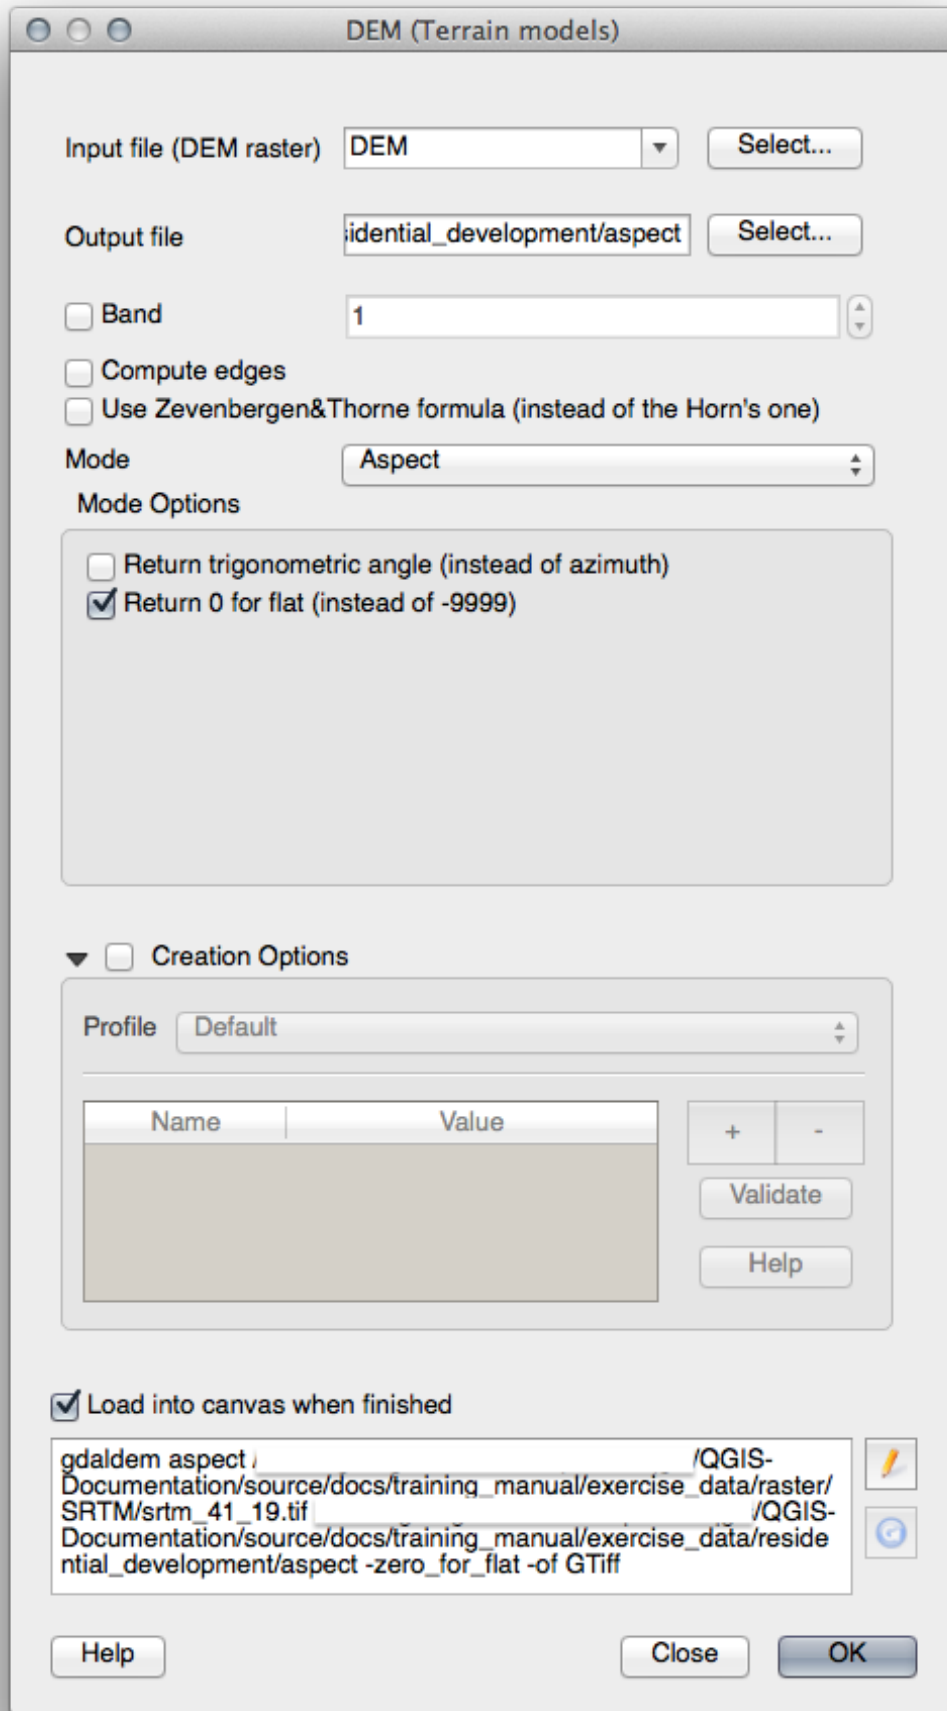 DEM (Terrain models)
Input file (DEM raster) DEM Select...
Output file idential_development/aspect Select...
Band 1
Compute edges
Use Zevenbergen&Thorne formula (instead of the Horn's one)
Mode Aspect
Mode Options
Return trigonometric angle (instead of azimuth)
Return 0 for flat (instead of -9999)
Creation Options
Profile Default
Name Value + -
Validate
Help
Load into canvas when finished
gdaldem aspect /QGIS-
Documentation/source/docs/training_manual/exercise_data/raster/
SRTM/srtm_41_19.tif /QGIS-
Documentation/source/docs/training_manual/exercise_data/reside
ntial_development/aspect -zero_for_flat -of GTiff
Help Close OK